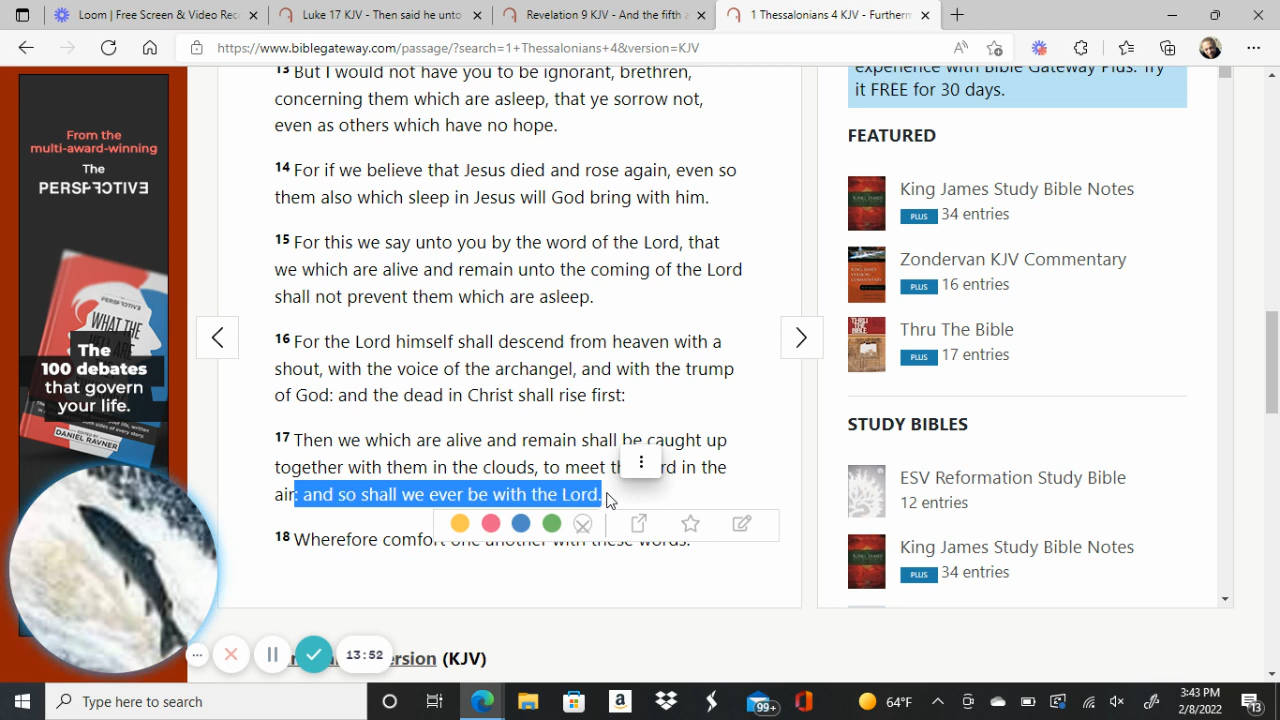 Loom | Free Screen & Video Rec
Luke 17 KJV - Then said he unto
Revelation 9 KJV - And the fifth a
1 Thessalonians 4 KJV - Furtherm
https://www.biblegateway.com/passage/?search=1+Thessalonians+4&version=KJV
From the
multi-award-winning
The
PERSPECTIVE
WHAT THE
HELL ARE
The
100 debates
that govern
your life.
DANIEL RAVNER
13 But I would not have you to be ignorant, brethren,
concerning them which are asleep, that ye sorrow not,
even as others which have no hope.
14 For if we believe that Jesus died and rose again, even so
them also which sleep in Jesus will God bring with him.
15 For this we say unto you by the word of the Lord, that
we which are alive and remain unto the coming of the Lord
shall not prevent them which are asleep.
16 For the Lord himself shall descend from heaven with a
shout, with the voice of the archangel, and with the trump
of God: and the dead in Christ shall rise first:
17 Then we which are alive and remain shall be caught up
together with them in the clouds, to meet the Lord in the
air: and so shall we ever be with the Lord.
18 Wherefore comfort one another with these words.
experience with Bible Gateway Plus. Try
it FREE for 30 days.
FEATURED
King James Study Bible Notes
PLUS 34 entries
Zondervan KJV Commentary
PLUS 16 entries
Thru The Bible
PLUS 17 entries
STUDY BIBLES
ESV Reformation Study Bible
12 entries
King James Study Bible Notes
PLUS 34 entries
13:52
(KJV)
Type here to search
99+
64°F
3:43 PM
2/8/2022
13